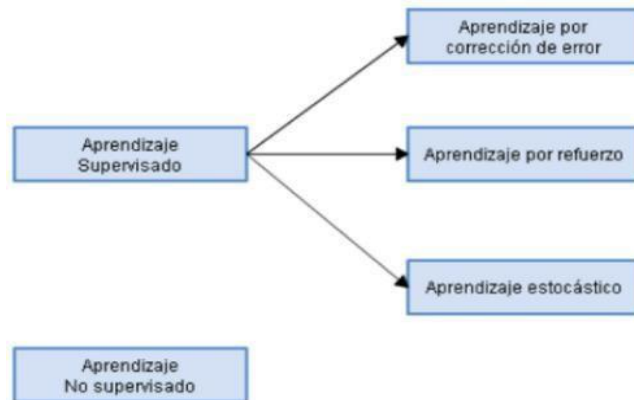 Aprendizaje por
corrección de error
Aprendizaje
Supervisado
Aprendizaje por refuerzo
Aprendizaje estocástico
Aprendizaje
No supervisado